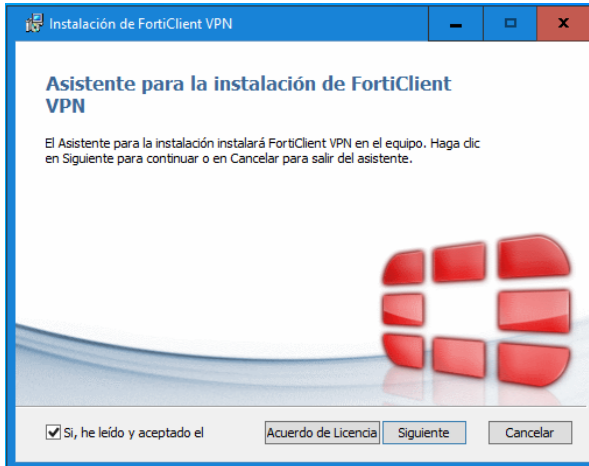 Instalación de FortiClient VPN
Asistente para la instalación de FortiClient
VPN
El Asistente para la instalación instalará FortiClient VPN en el equipo. Haga clic
en Siguiente para continuar o en Cancelar para salir del asistente.
Si, he leído y aceptado el Acuerdo de Licencia Siguiente Cancelar